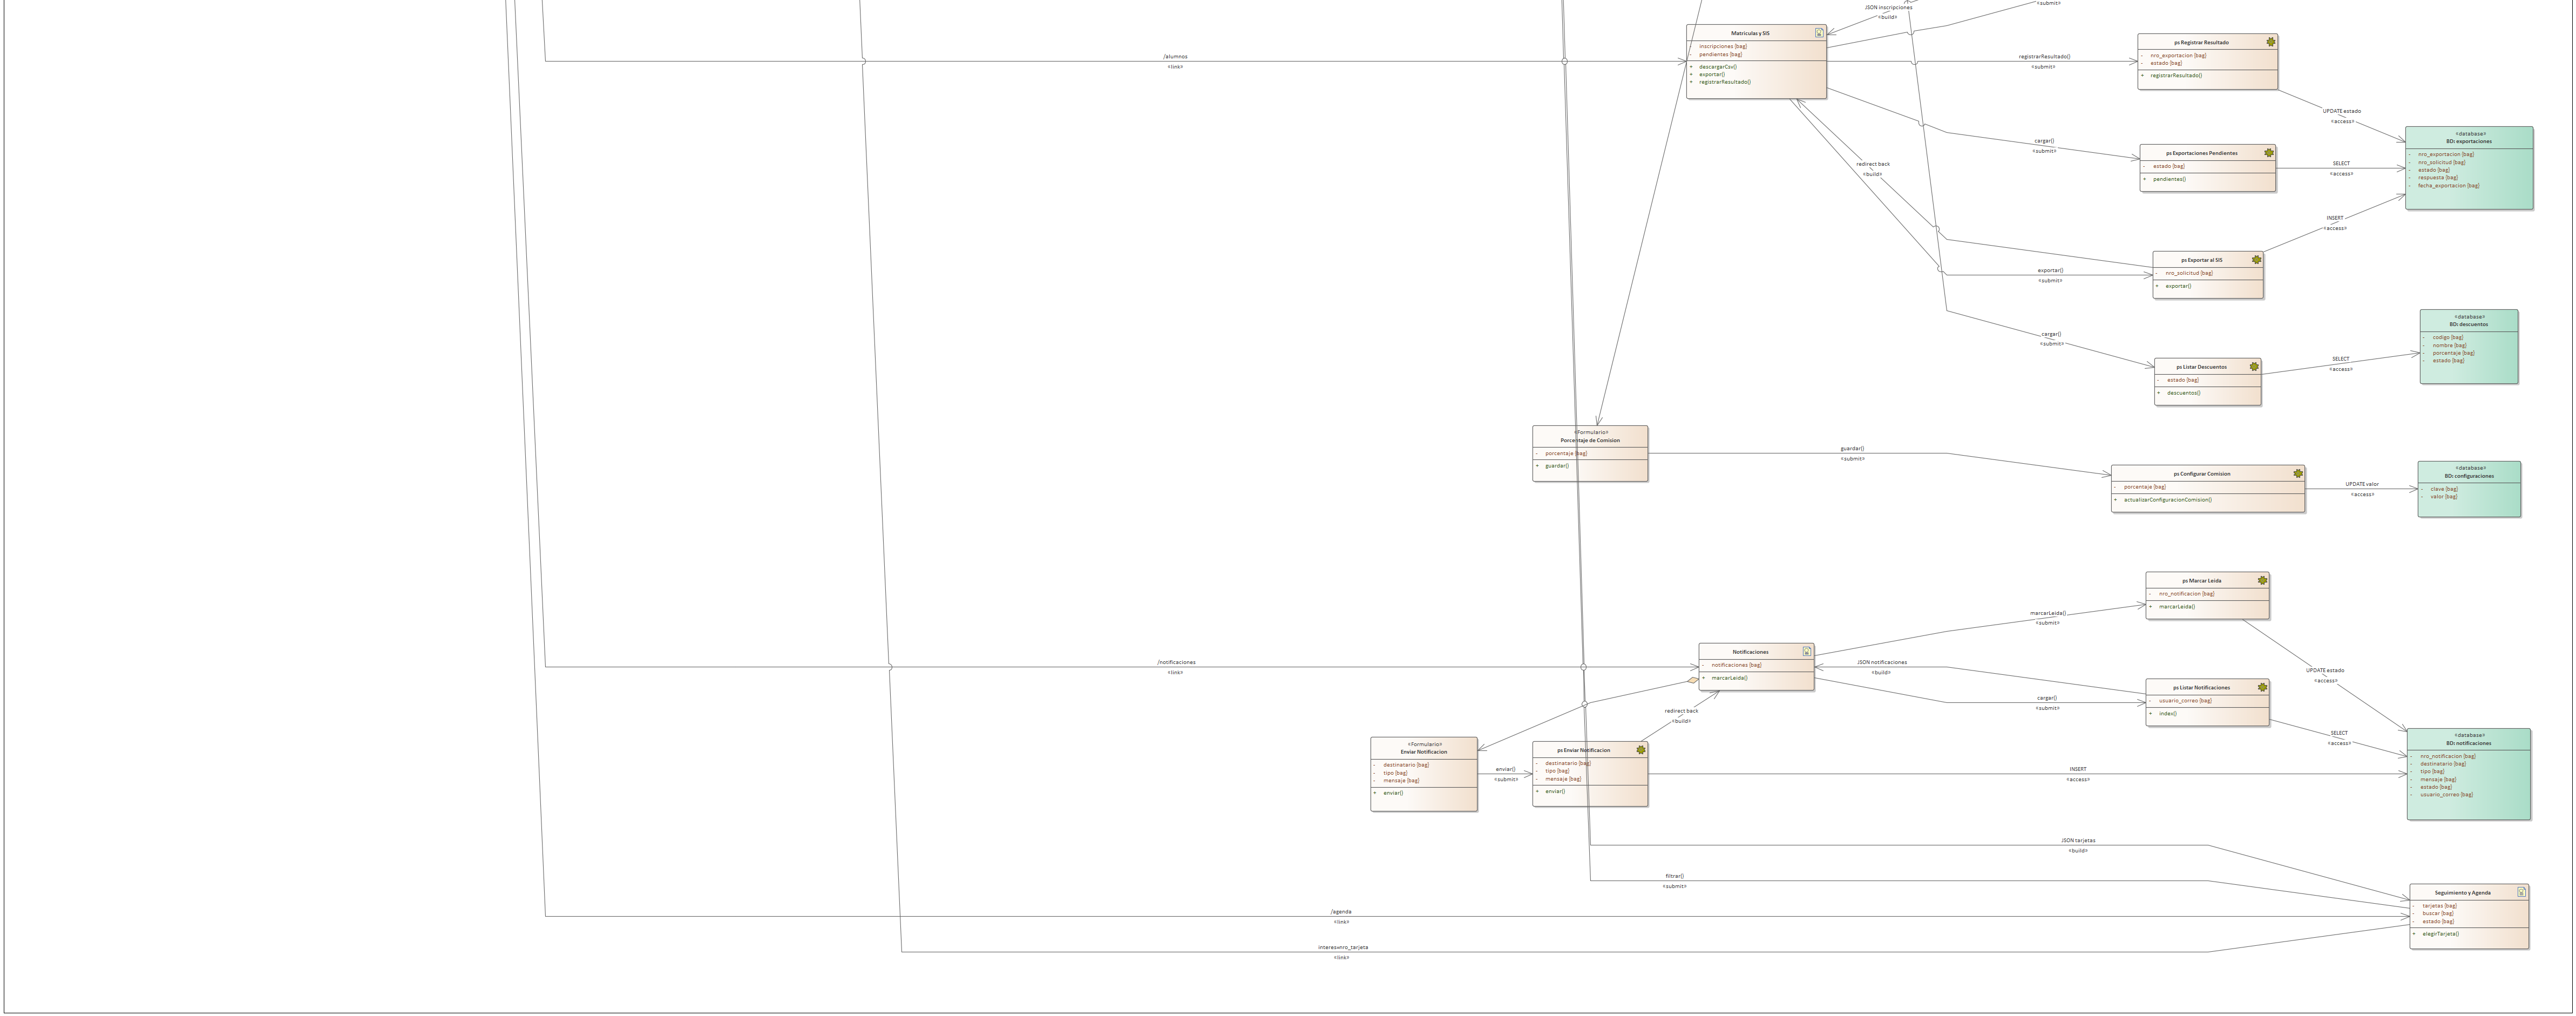 JSON inscripciones
«build»
«submit»
/alumnos
«link»
Matrículas y SIS
- inscripciones {bag}
- pendientes {bag}
+ descargarCsv()
+ exportar()
+ registrarResultado()
registrarResultado()
«submit»
ps Registrar Resultado
- nro_exportacion {bag}
- estado {bag}
+ registrarResultado()
UPDATE estado
«access»
«database»
BD: exportaciones
- nro_exportacion {bag}
- nro_solicitud {bag}
- estado {bag}
- respuesta {bag}
- fecha_exportacion {bag}
cargar()
«submit»
ps Exportaciones Pendientes
- estado {bag}
+ pendientes()
SELECT
«access»
redirect back
«build»
INSERT
«access»
exportar()
«submit»
ps Exportar al SIS
- nro_solicitud {bag}
+ exportar()
cargar()
«submit»
ps Listar Descuentos
- estado {bag}
+ descuentos()
SELECT
«access»
«database»
BD: descuentos
- codigo {bag}
- nombre {bag}
- porcentaje {bag}
- estado {bag}
«Formulario»
Porcentaje de Comision
- porcentaje {bag}
+ guardar()
guardar()
«submit»
ps Configurar Comision
- porcentaje {bag}
+ actualizarConfiguracionComision()
UPDATE valor
«access»
«database»
BD: configuraciones
- clave {bag}
- valor {bag}
ps Marcar Leida
- nro_notificacion {bag}
+ marcarLeida()
marcarLeida()
«submit»
/notificaciones
«link»
Notificaciones
- notificaciones {bag}
+ marcarLeida()
JSON notificaciones
«build»
cargar()
«submit»
ps Listar Notificaciones
- usuario_correo {bag}
+ index()
UPDATE estado
«access»
SELECT
«access»
redirect back
«build»
«Formulario»
Enviar Notificacion
- destinatario {bag}
- tipo {bag}
- mensaje {bag}
+ enviar()
enviar()
«submit»
ps Enviar Notificacion
- destinatario {bag}
- tipo {bag}
- mensaje {bag}
+ enviar()
INSERT
«access»
«database»
BD: notificaciones
- nro_notificacion {bag}
- destinatario {bag}
- tipo {bag}
- mensaje {bag}
- estado {bag}
- usuario_correo {bag}
JSON tarjetas
«build»
filtrar()
«submit»
/agenda
«link»
interes=nro_tarjeta
«link»
Seguimiento y Agenda
- tarjetas {bag}
- buscar {bag}
- estado {bag}
+ elegirTarjeta()